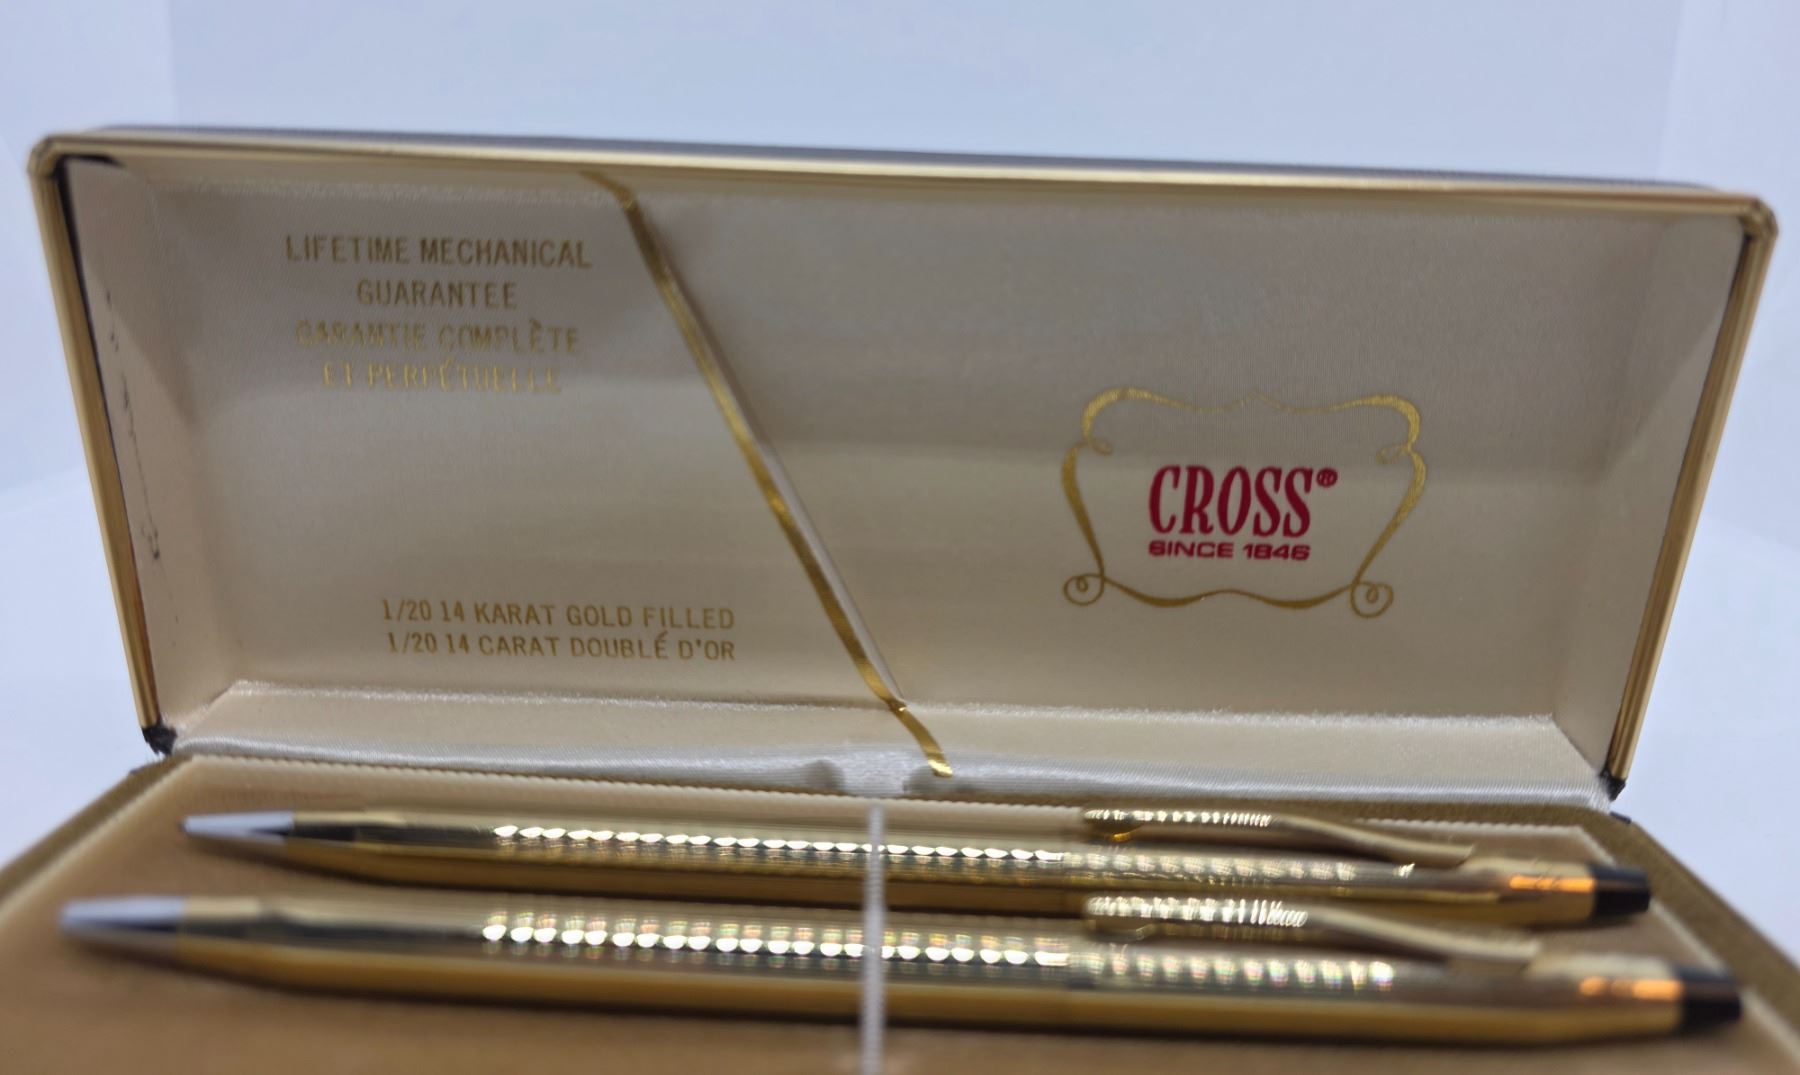 LIFETIME MECHANICAL
GUARANTEE
GARANTIE COMPLÈTE
ET PERPÉTUELLE
1/20 14 KARAT GOLD FILLED
1/20 14 CARAT DOUBLÉ D'OR
CROSS®
SINCE 1846